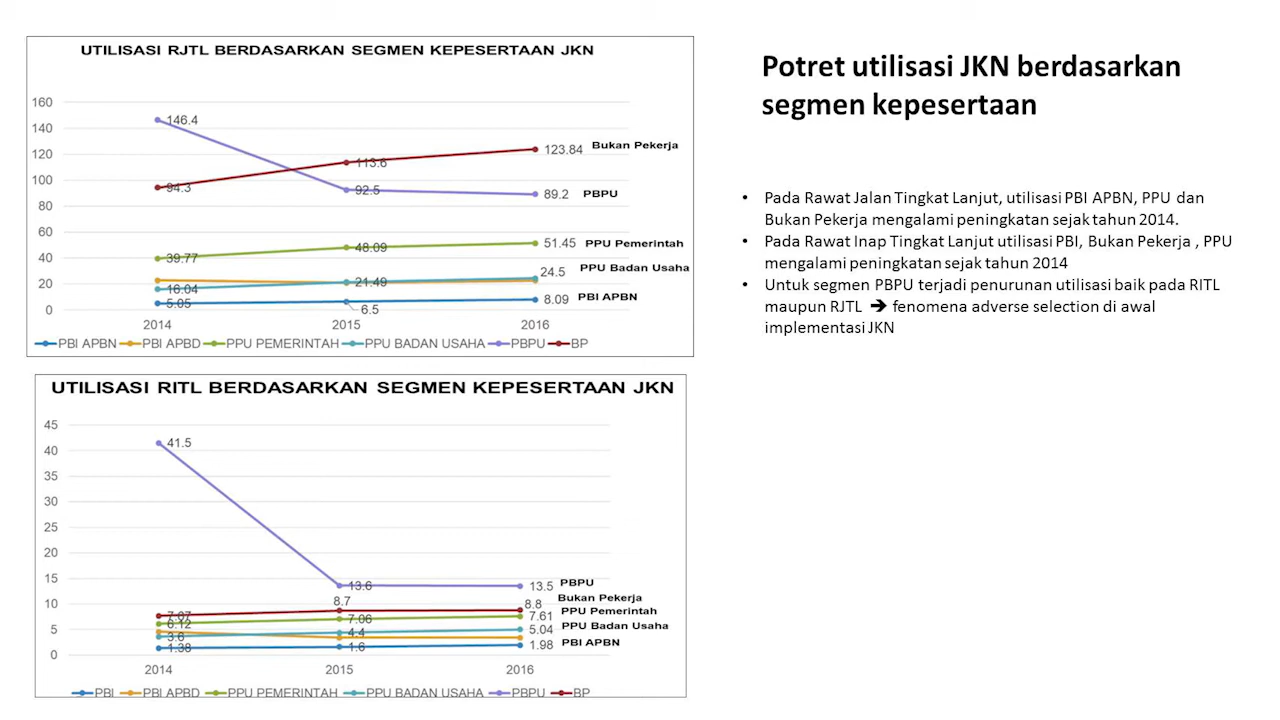 UTILISASI RJTL BERDASARKAN SEGMEN KEPESERTAAN JKN
160
140
120
100
80
60
40
20
0
146.4
94.3
39.77
16.04
5.05
113.6
92.5
48.09
21.49
6.5
123.84
89.2
51.45
24.5
8.09
Bukan Pekerja
PBPU
PPU Pemerintah
PPU Badan Usaha
PBI APBN
2014 2015 2016
PBI APBN PBI APBD PPU PEMERINTAH PPU BADAN USAHA PBPU BP
UTILISASI RITL BERDASARKAN SEGMEN KEPESERTAAN JKN
45
40
35
30
25
20
15
10
5
0
41.5
6.12
3.8
1.38
13.6
8.7
7.06
4.4
1.6
13.5
8.8
7.61
5.04
1.98
PBPU
Bukan Pekerja
PPU Pemerintah
PPU Badan Usaha
PBI APBN
2014 2015 2016
PBI PBI APBD PPU PEMERINTAH PPU BADAN USAHA PBPU BP
Potret utilisasi JKN berdasarkan
segmen kepesertaan
• Pada Rawat Jalan Tingkat Lanjut, utilisasi PBI APBN, PPU dan
Bukan Pekerja mengalami peningkatan sejak tahun 2014.
• Pada Rawat Inap Tingkat Lanjut utilisasi PBI, Bukan Pekerja , PPU
mengalami peningkatan sejak tahun 2014
• Untuk segmen PBPU terjadi penurunan utilisasi baik pada RITL
maupun RJTL ➔ fenomena adverse selection di awal
implementasi JKN